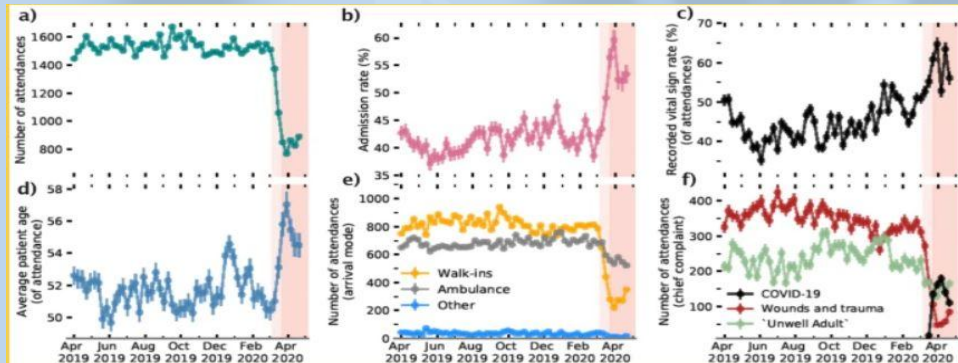 a)
Number of attendances
1600
1400
1200
1000
800
b)
Admission rate (%)
60
55
50
45
40
35
c)
Recorded vital sign rate (%)
(of attendances)
70
60
50
40
d)
Average patient age
(of attendance)
58
56
54
52
50
Apr
2019
Jun
2019
Aug
2019
Oct
2019
Dec
2019
Feb
2020
Apr
2020
e)
Number of attendances
(arrival mode)
1000
800
600
400
200
0
Walk-ins
Ambulance
Other
Apr
2019
Jun
2019
Aug
2019
Oct
2019
Dec
2019
Feb
2020
Apr
2020
f)
Number of attendances
(chief complaint)
400
300
200
100
COVID-19
Wounds and trauma
`Unwell Adult`
Apr
2019
Jun
2019
Aug
2019
Oct
2019
Dec
2019
Feb
2020
Apr
2020